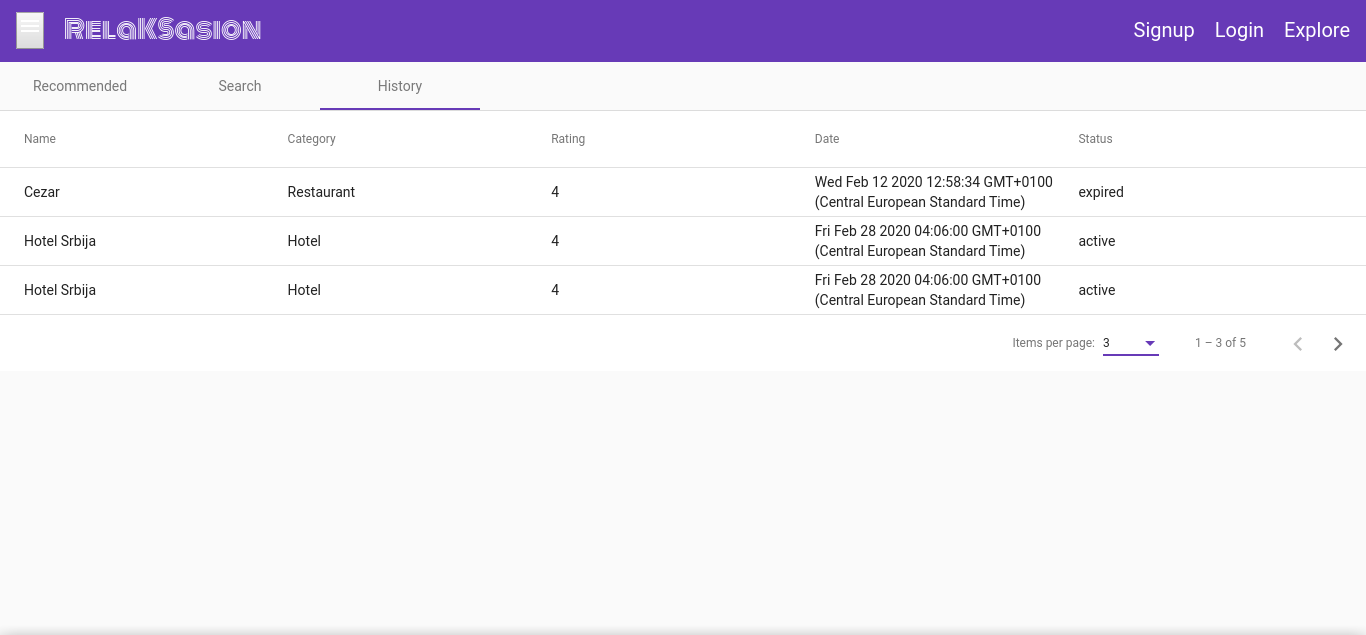 RelaKSasion
Signup Login Explore
Recommended Search History
Name Category Rating Date Status
Cezar Restaurant 4 Wed Feb 12 2020 12:58:34 GMT+0100 (Central European Standard Time) expired
Hotel Srbija Hotel 4 Fri Feb 28 2020 04:06:00 GMT+0100 (Central European Standard Time) active
Hotel Srbija Hotel 4 Fri Feb 28 2020 04:06:00 GMT+0100 (Central European Standard Time) active
Items per page: 3 1 – 3 of 5